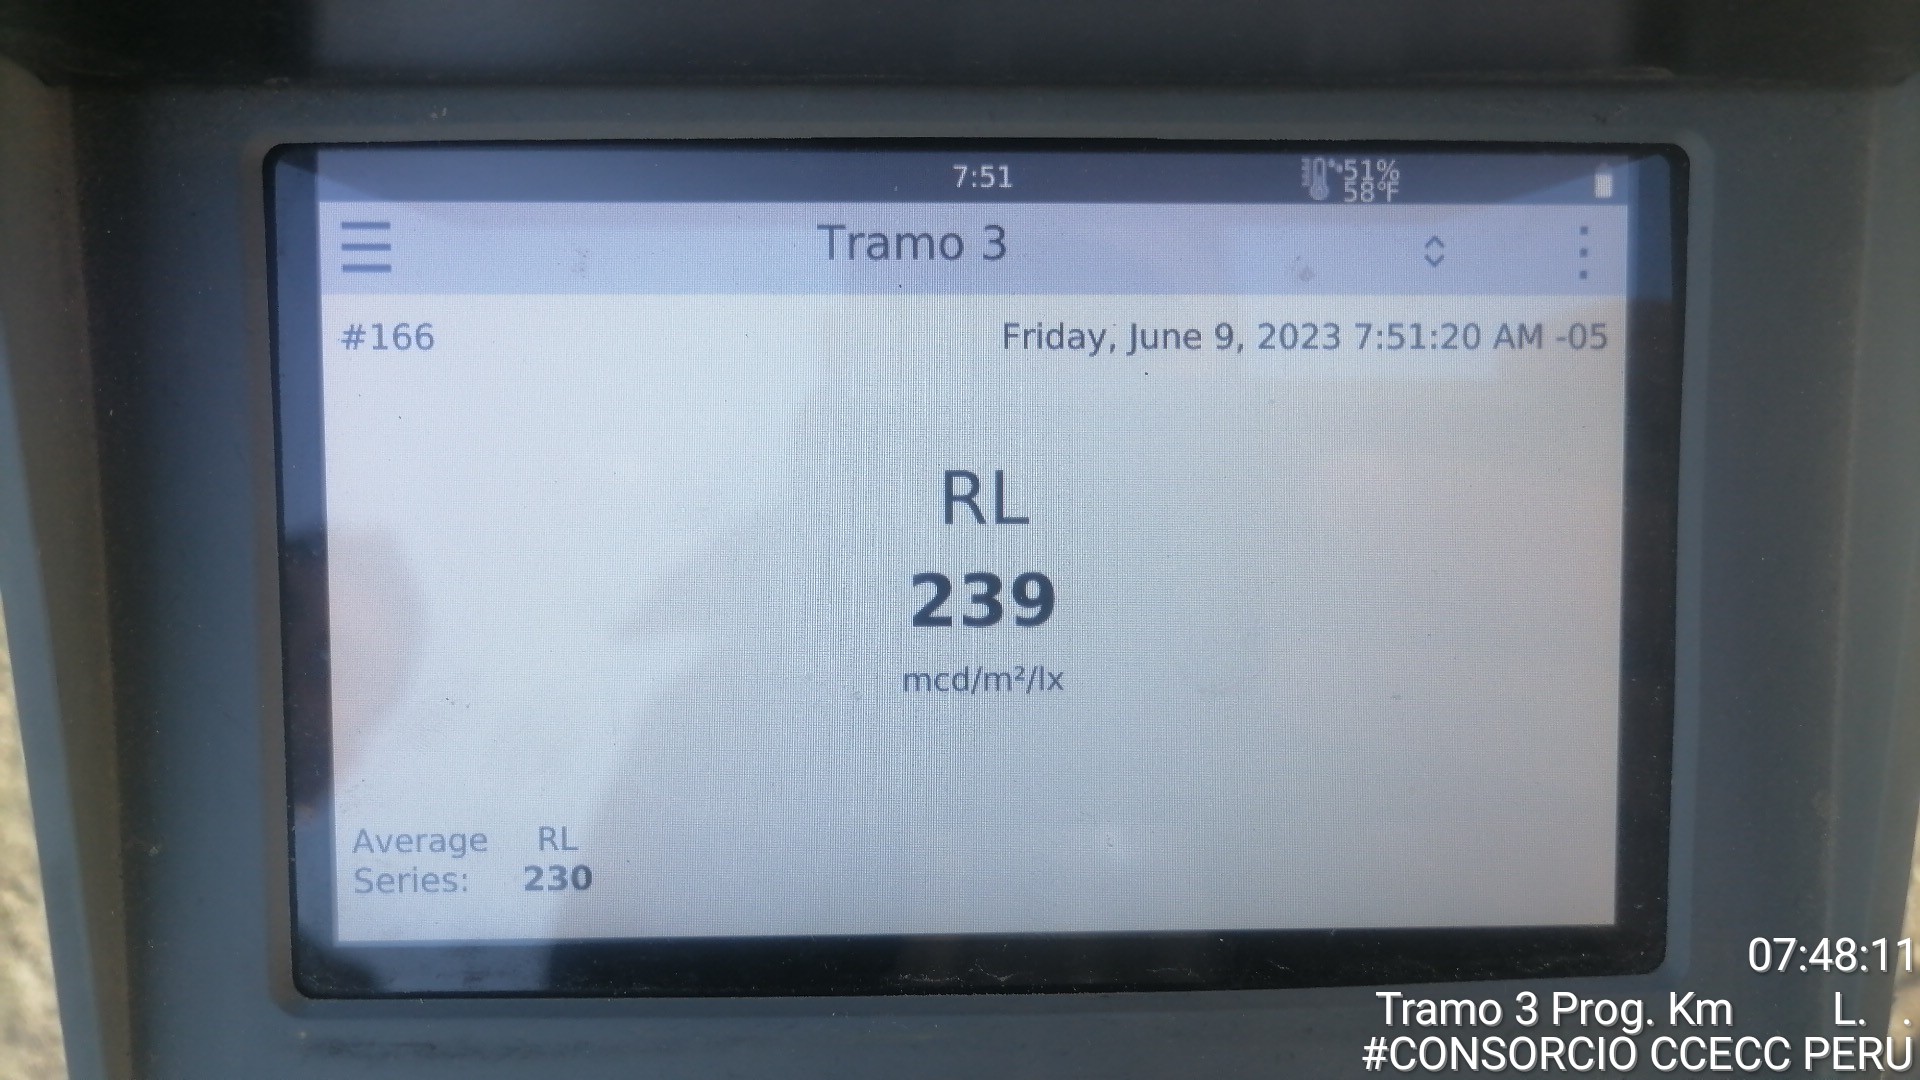 7:51
51%
58°F
Tramo 3
#166
Friday, June 9, 2023 7:51:20 AM -05
RL
239
mcd/m²/lx
Average RL
Series: 230
07:48:11
Tramo 3 Prog. Km L. .
#CONSORCIO CCECC PERU